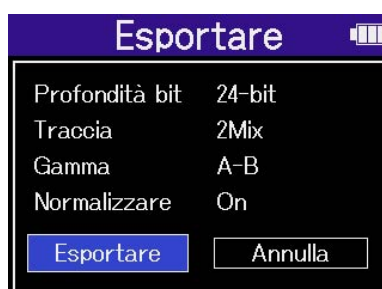 Esportare
Profondità bit 24-bit
Traccia 2Mix
Gamma A-B
Normalizzare On
Esportare Annulla